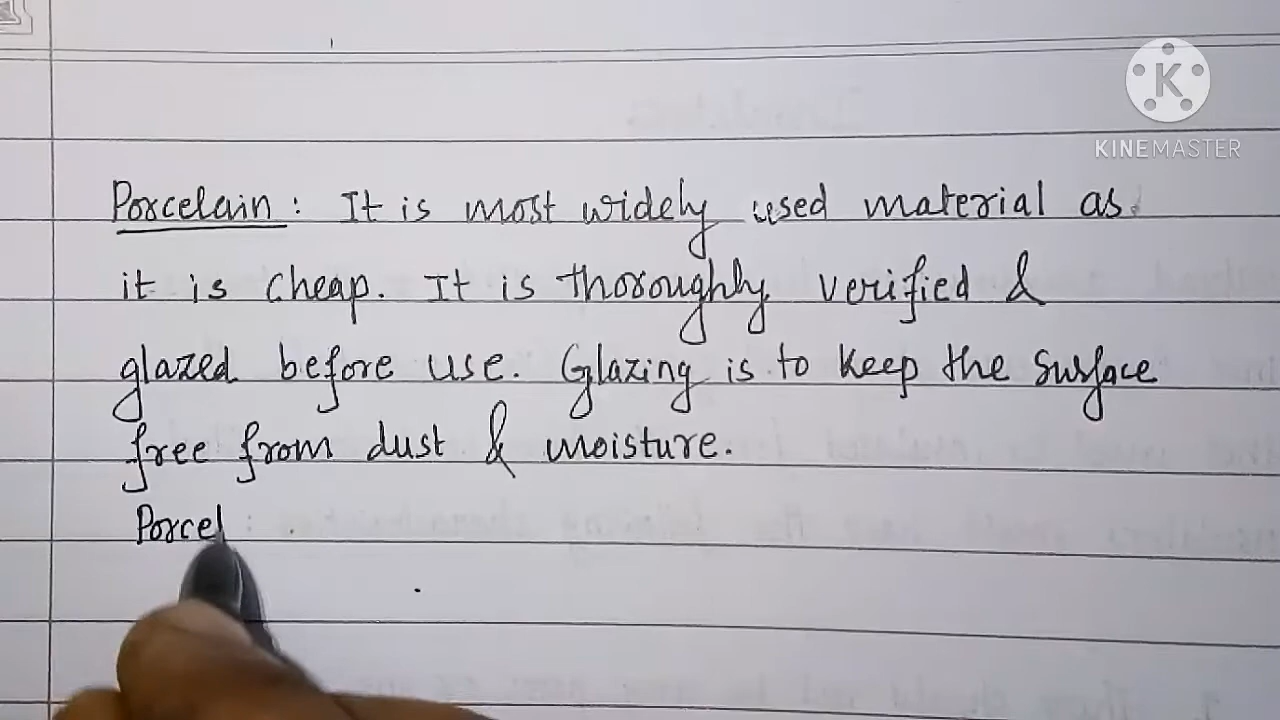 K
KINEMASTER
Porcelain : It is most widely used material as
it is cheap. It is thoroughly verified &
glazed before use. Glazing is to keep the surface
free from dust & moisture.
Porcel